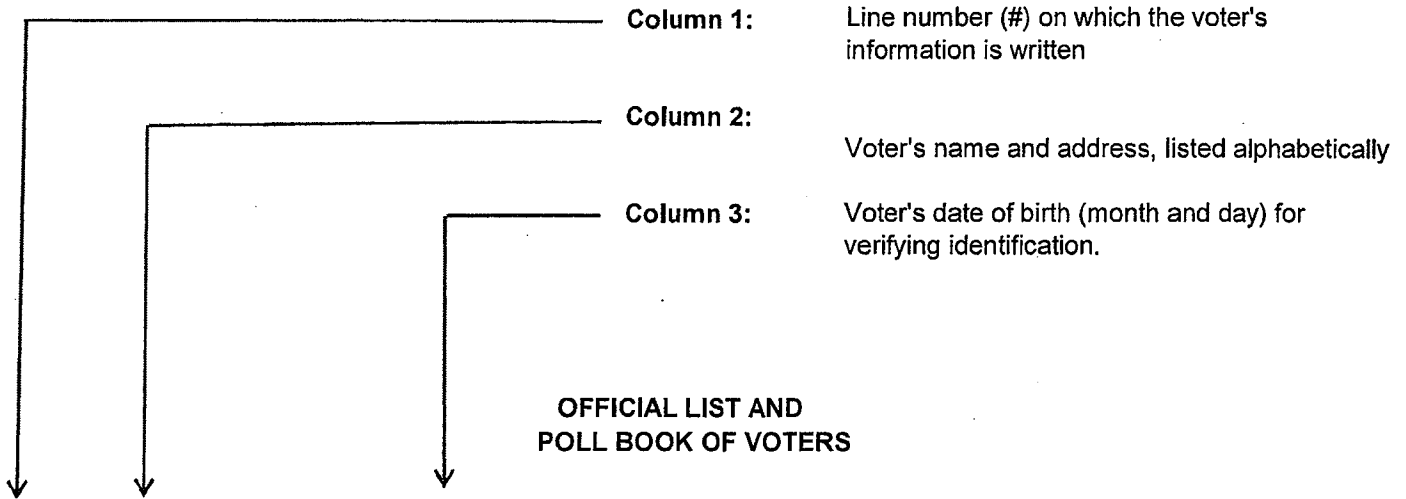 Column 1: Line number (#) on which the voter's
information is written
Column 2:
Voter's name and address, listed alphabetically
Column 3: Voter's date of birth (month and day) for
verifying identification.
OFFICIAL LIST AND
POLL BOOK OF VOTERS